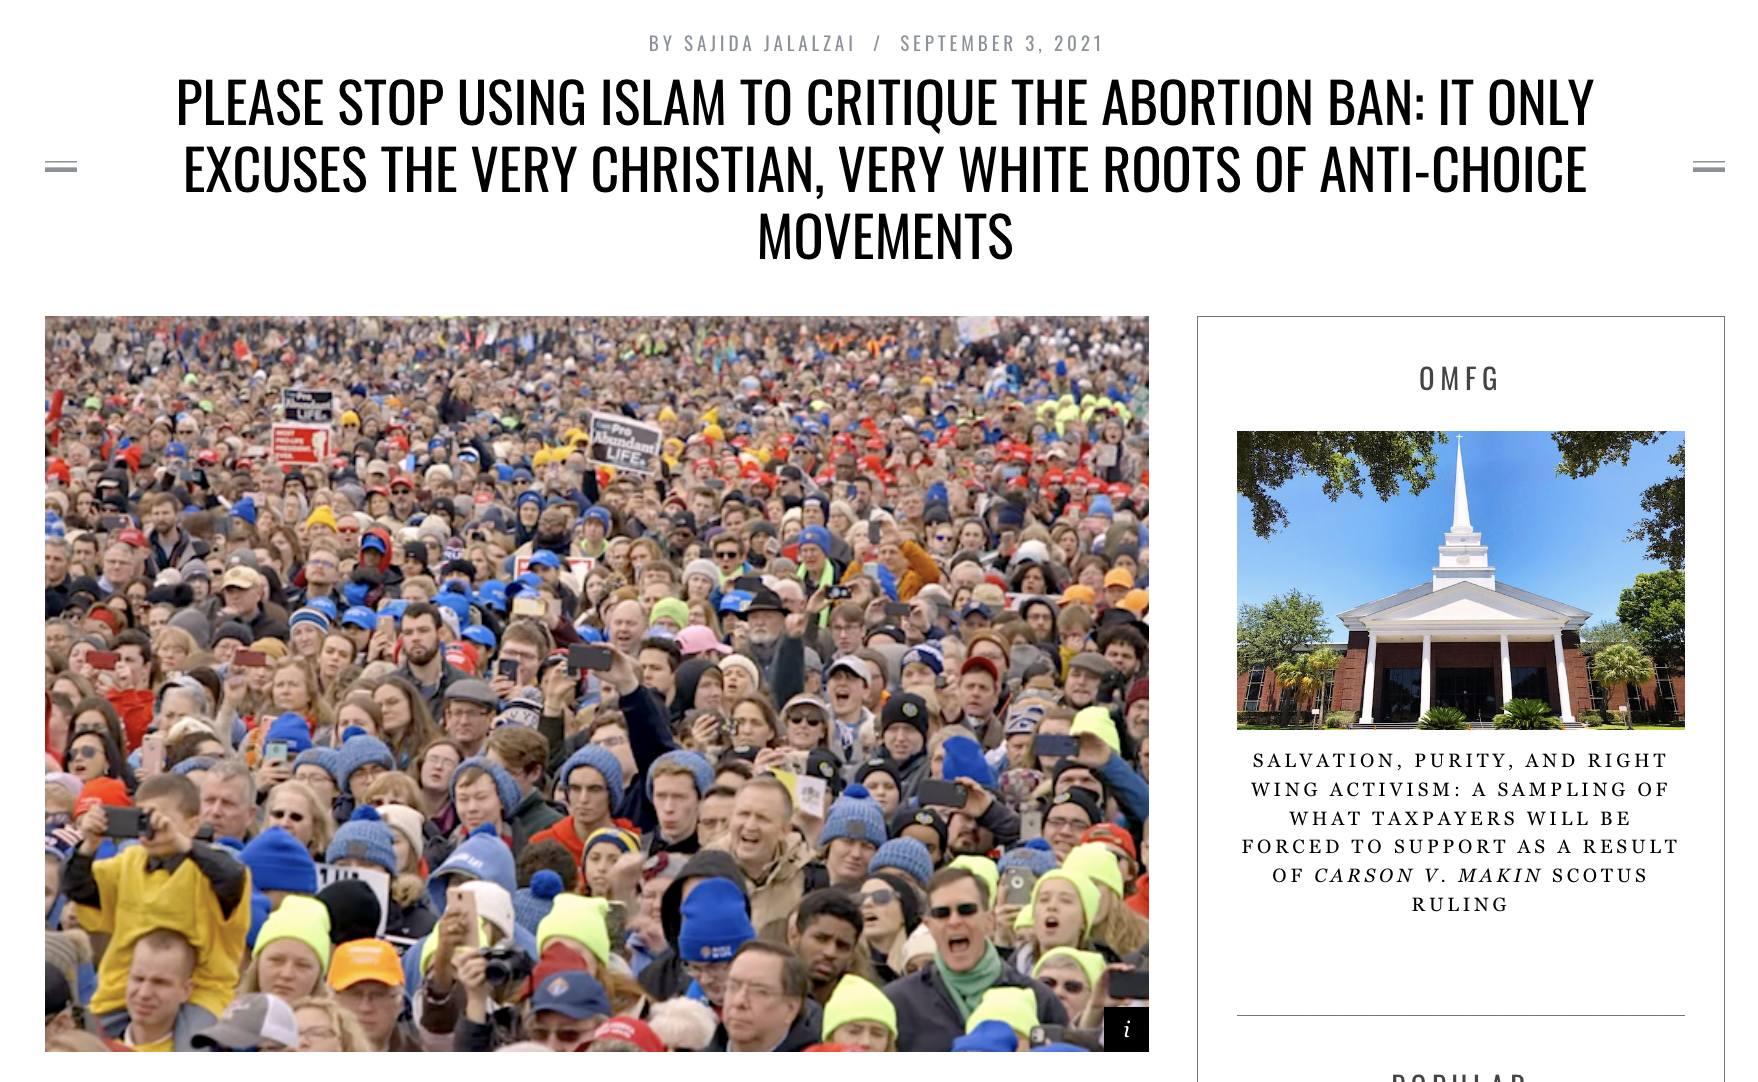 BY SAJIDA JALALZAI / SEPTEMBER 3, 2021
PLEASE STOP USING ISLAM TO CRITIQUE THE ABORTION BAN: IT ONLY
EXCUSES THE VERY CHRISTIAN, VERY WHITE ROOTS OF ANTI-CHOICE
MOVEMENTS
Pro
LIFE
Pro
Abundant
LIFE
i
OMFG
SALVATION, PURITY, AND RIGHT
WING ACTIVISM: A SAMPLING OF
WHAT TAXPAYERS WILL BE
FORCED TO SUPPORT AS A RESULT
OF CARSON V. MAKIN SCOTUS
RULING
POPULAR